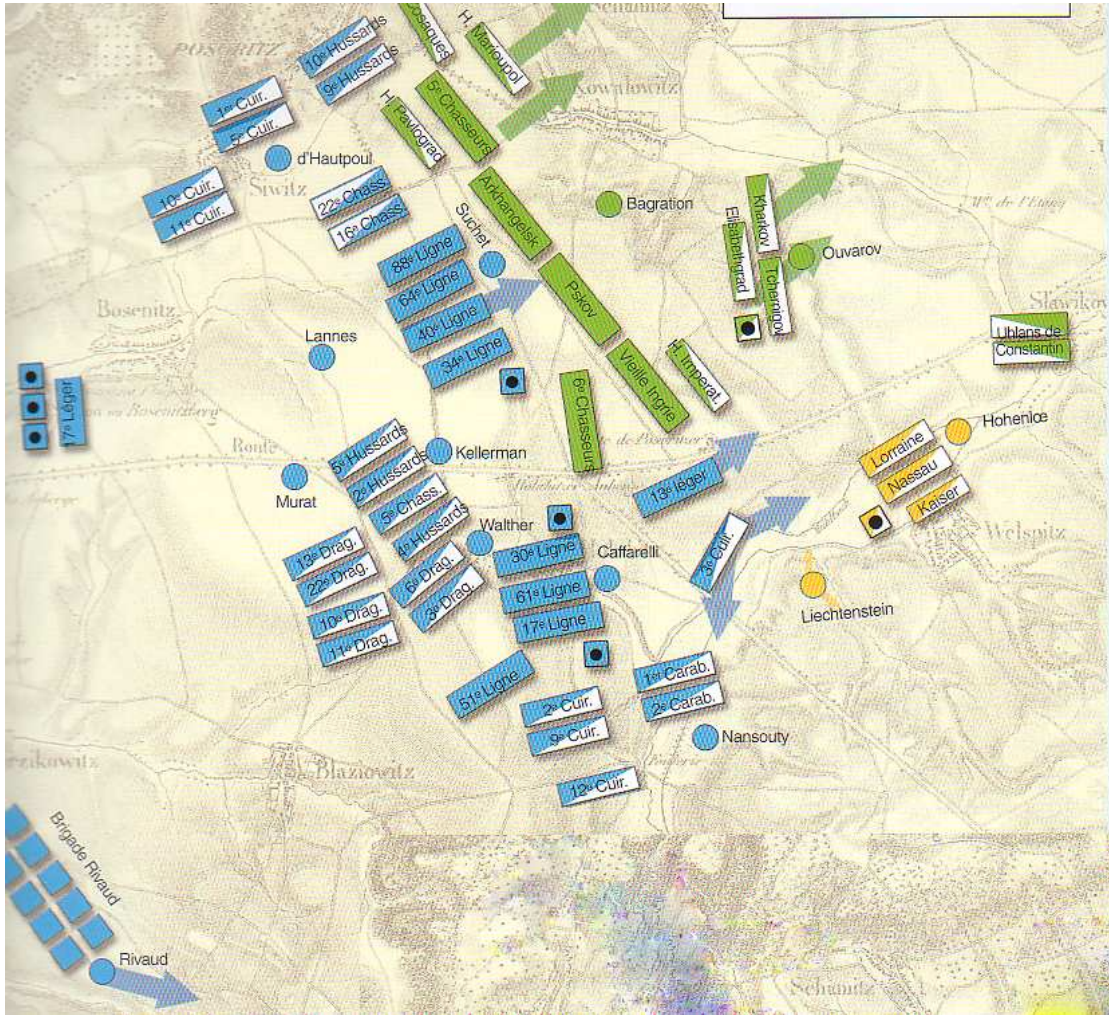 Cosaques
H. Marioupol
10e Hussards
9e Hussards
POSORITZ
1er Cuir.
5e Cuir.
H. Pavlograd
5e Chasseurs
Kowalowitz
d'Hautpoul
Siwitz
10e Cuir.
11e Cuir.
22e Chass.
16e Chass.
Suchet
Arkhangelsk
Bagration
Kharkov
Elisabethgrad
Tchernigov
Ouvarov
88e Ligne
64e Ligne
40e Ligne
34e Ligne
Pskov
Bosenitz
Lannes
Slawikov
Uhlans de
Constantin
Vieille Ingrie
H. Imperat.
6e Chasseurs
17e Léger
5e Hussards
2e Hussards
5e Chass.
4e Hussards
6e Drag.
3e Drag.
Kellerman
Murat
Hoheniœ
Lorraine
Nassau
Kaiser
13e léger
Welspitz
Walther
13e Drag.
22e Drag.
10e Drag.
11e Drag.
30e Ligne
61e Ligne
17e Ligne
Caffarelli
3e Cuir.
Liechtenstein
51e Ligne
1er Carab.
2e Carab.
2e Cuir.
9e Cuir.
Nansouty
Blaziowitz
12e Cuir.
Brigade Rivaud
Rivaud